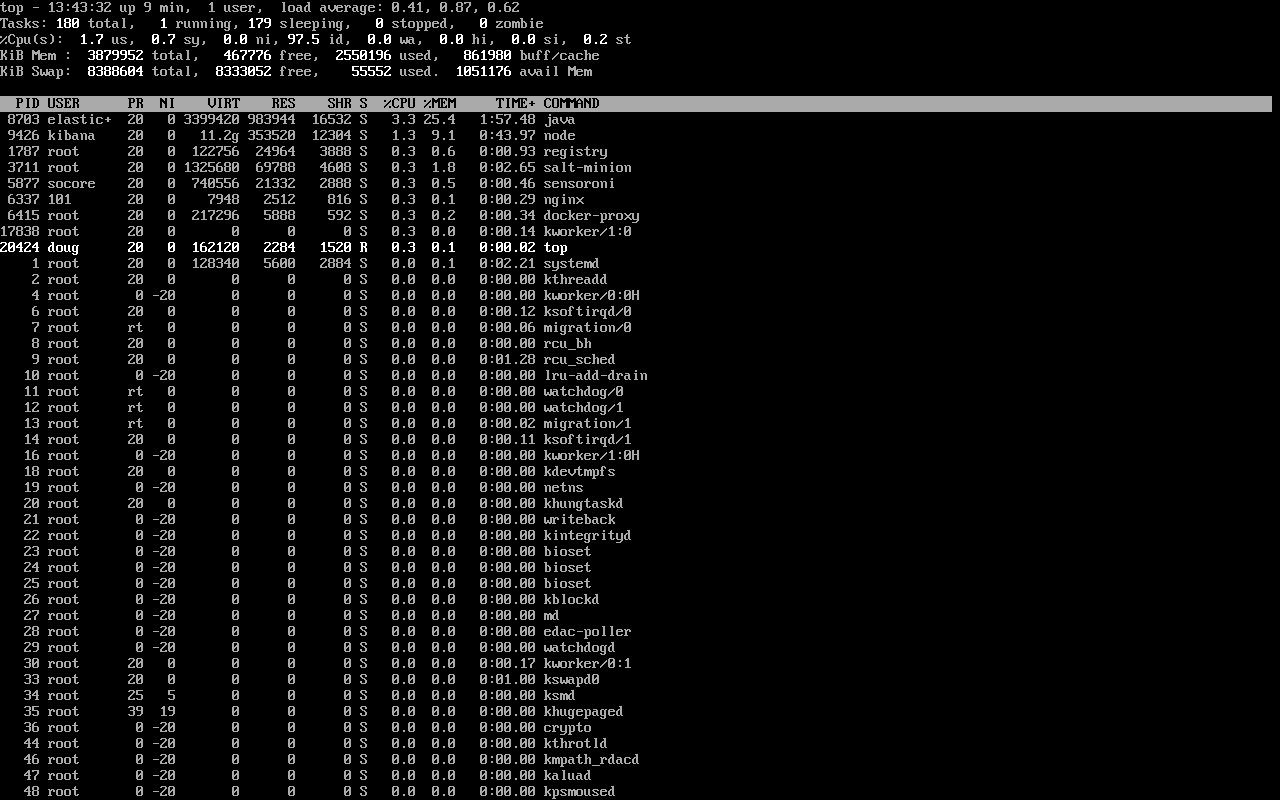 top - 13:43:32 up 9 min,  1 user,  load average: 0.41, 0.87, 0.62
Tasks: 180 total,   1 running, 179 sleeping,   0 stopped,   0 zombie
%Cpu(s):  1.7 us,  0.7 sy,  0.0 ni, 97.5 id,  0.0 wa,  0.0 hi,  0.0 si,  0.2 st
KiB Mem :  3879952 total,   467776 free,  2550196 used,   861980 buff/cache
KiB Swap:  8388604 total,  8333052 free,    55552 used.  1051176 avail Mem
  PID USER      PR  NI    VIRT    RES    SHR S  %CPU %MEM     TIME+ COMMAND
 8703 elastic+  20   0 3399420 983944  16532 S   3.3 25.4   1:57.48 java
 9426 kibana    20   0   11.2g 353520  12304 S   1.3  9.1   0:43.97 node
 1787 root      20   0  122756  24964   3888 S   0.3  0.6   0:00.93 registry
 3711 root      20   0 1325680  69788   4608 S   0.3  1.8   0:02.65 salt-minion
 5877 socore    20   0  740556  21332   2888 S   0.3  0.5   0:00.46 sensoroni
 6337 101       20   0    7948   2512    816 S   0.3  0.1   0:00.29 nginx
 6415 root      20   0  217296   5888    592 S   0.3  0.2   0:00.34 docker-proxy
17838 root      20   0       0      0      0 S   0.3  0.0   0:00.14 kworker/1:0
20424 doug      20   0  162120   2284   1520 R   0.3  0.1   0:00.02 top
    1 root      20   0  128340   5600   2884 S   0.0  0.1   0:02.21 systemd
    2 root      20   0       0      0      0 S   0.0  0.0   0:00.00 kthreadd
    4 root       0 -20       0      0      0 S   0.0  0.0   0:00.00 kworker/0:0H
    6 root      20   0       0      0      0 S   0.0  0.0   0:00.12 ksoftirqd/0
    7 root      rt   0       0      0      0 S   0.0  0.0   0:00.06 migration/0
    8 root      20   0       0      0      0 S   0.0  0.0   0:00.00 rcu_bh
    9 root      20   0       0      0      0 S   0.0  0.0   0:01.28 rcu_sched
   10 root       0 -20       0      0      0 S   0.0  0.0   0:00.00 lru-add-drain
   11 root      rt   0       0      0      0 S   0.0  0.0   0:00.00 watchdog/0
   12 root      rt   0       0      0      0 S   0.0  0.0   0:00.00 watchdog/1
   13 root      rt   0       0      0      0 S   0.0  0.0   0:00.02 migration/1
   14 root      20   0       0      0      0 S   0.0  0.0   0:00.11 ksoftirqd/1
   16 root       0 -20       0      0      0 S   0.0  0.0   0:00.00 kworker/1:0H
   18 root      20   0       0      0      0 S   0.0  0.0   0:00.00 kdevtmpfs
   19 root       0 -20       0      0      0 S   0.0  0.0   0:00.00 netns
   20 root      20   0       0      0      0 S   0.0  0.0   0:00.00 khungtaskd
   21 root       0 -20       0      0      0 S   0.0  0.0   0:00.00 writeback
   22 root       0 -20       0      0      0 S   0.0  0.0   0:00.00 kintegrityd
   23 root       0 -20       0      0      0 S   0.0  0.0   0:00.00 bioset
   24 root       0 -20       0      0      0 S   0.0  0.0   0:00.00 bioset
   25 root       0 -20       0      0      0 S   0.0  0.0   0:00.00 bioset
   26 root       0 -20       0      0      0 S   0.0  0.0   0:00.00 kblockd
   27 root       0 -20       0      0      0 S   0.0  0.0   0:00.00 md
   28 root       0 -20       0      0      0 S   0.0  0.0   0:00.00 edac-poller
   29 root       0 -20       0      0      0 S   0.0  0.0   0:00.00 watchdogd
   30 root      20   0       0      0      0 S   0.0  0.0   0:00.17 kworker/0:1
   33 root      20   0       0      0      0 S   0.0  0.0   0:01.00 kswapd0
   34 root      25   5       0      0      0 S   0.0  0.0   0:00.00 ksmd
   35 root      39  19       0      0      0 S   0.0  0.0   0:00.00 khugepaged
   36 root       0 -20       0      0      0 S   0.0  0.0   0:00.00 crypto
   44 root       0 -20       0      0      0 S   0.0  0.0   0:00.00 kthrotld
   46 root       0 -20       0      0      0 S   0.0  0.0   0:00.00 kmpath_rdacd
   47 root       0 -20       0      0      0 S   0.0  0.0   0:00.00 kaluad
   48 root       0 -20       0      0      0 S   0.0  0.0   0:00.00 kpsmoused